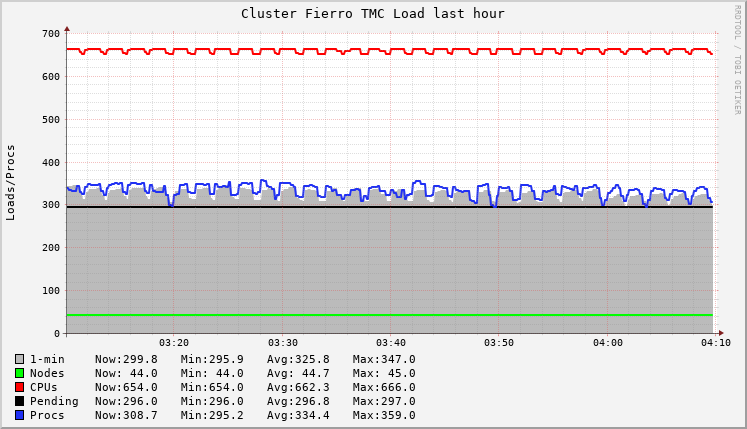 Cluster Fierro TMC Load last hour
RRDTOOL / TOBI OETIKER
Loads/Procs
700
600
500
400
300
200
100
0
03:20 03:30 03:40 03:50 04:00 04:10
1-min Now:299.8 Min:295.9 Avg:325.8 Max:347.0
Nodes Now: 44.0 Min: 44.0 Avg: 44.7 Max: 45.0
CPUs Now:654.0 Min:654.0 Avg:662.3 Max:666.0
Pending Now:296.0 Min:296.0 Avg:296.8 Max:297.0
Procs Now:308.7 Min:295.2 Avg:334.4 Max:359.0